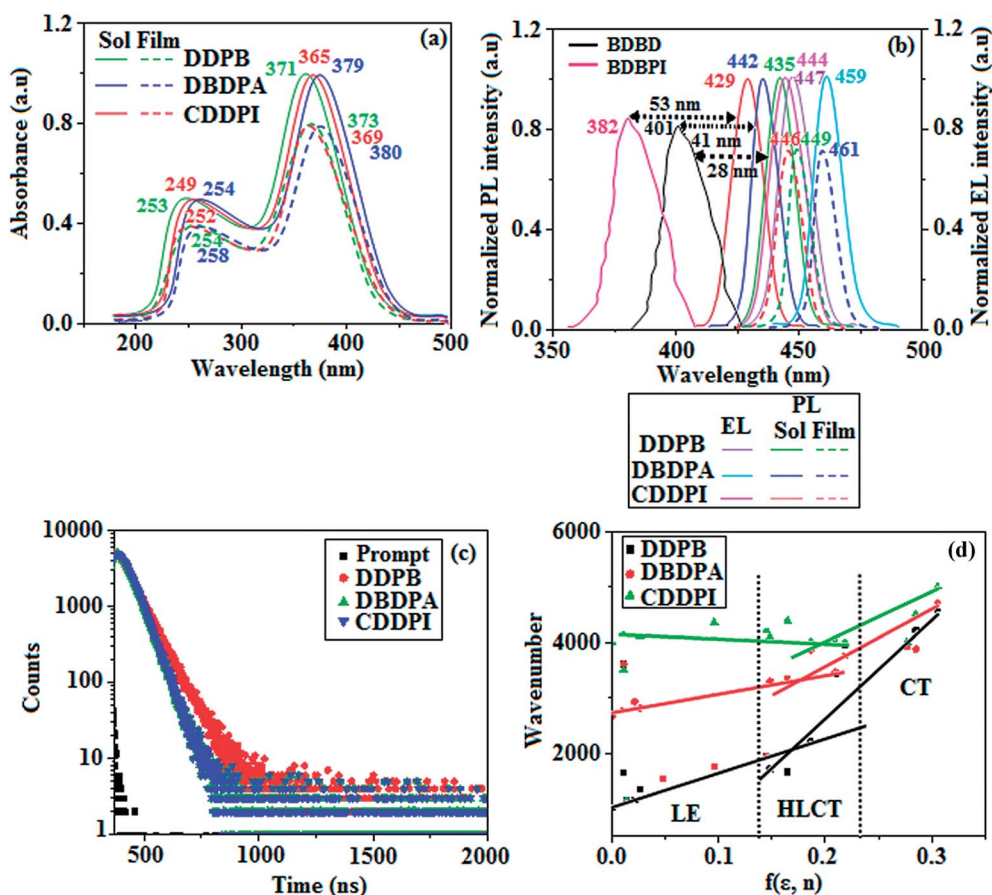 1.2
(a)
Sol Film
DDPB
DBDPA
CDDPI
371
365
379
373
369
380
253
249
254
252
254
258
0.8
0.4
0.0
200
300
400
500
Absorbance (a.u)
Wavelength (nm)
1.2
(b)
BDBD
BDBPI
429
442
435
444
447
459
53 nm
382
401
41 nm
28 nm
446
449
461
0.8
0.4
0.0
1.2
0.8
0.4
0.0
350
400
450
500
Normalized PL intensity (a.u)
Normalized EL intensity (a.u)
Wavelength (nm)
PL
EL
Sol Film
DDPB
DBDPA
CDDPI
10000
1000
100
10
1
(c)
Prompt
DDPB
DBDPA
CDDPI
Counts
500
1000
1500
2000
Time (ns)
6000
4000
2000
(d)
DDPB
DBDPA
CDDPI
Wavenumber
LE
HLCT
CT
0.0
0.1
0.2
0.3
f(ε, n)